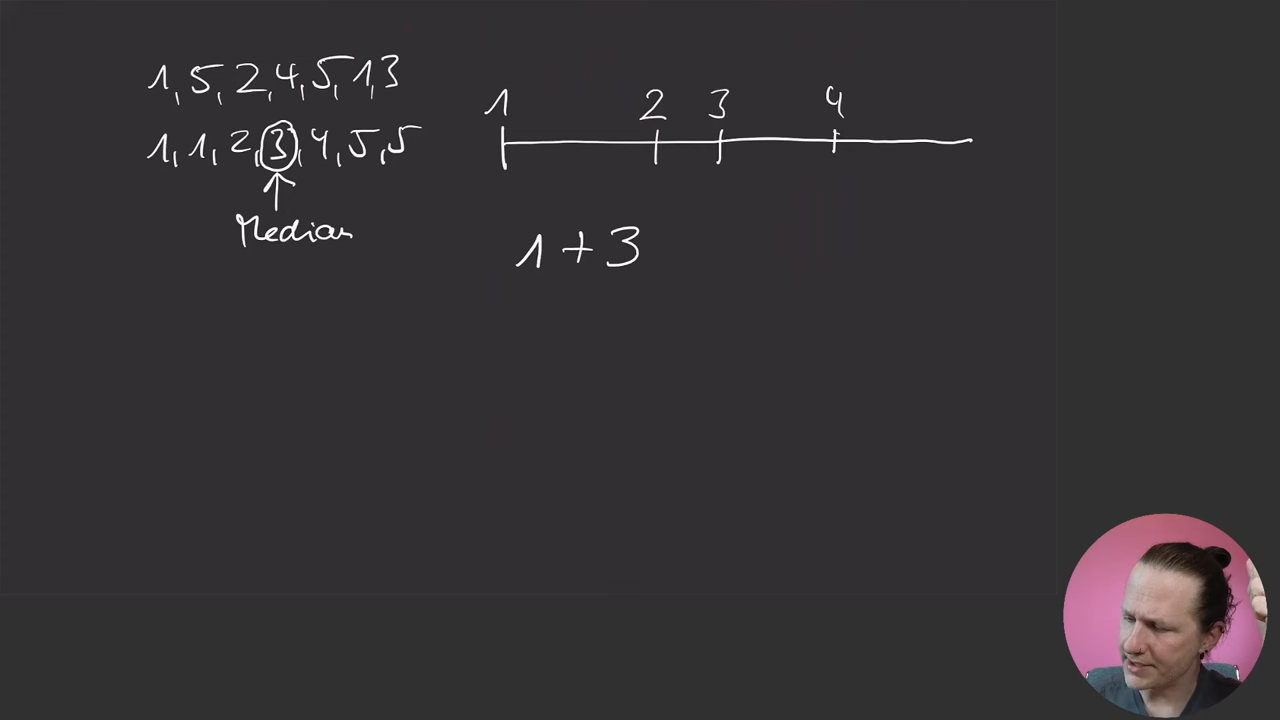 1, 5, 2, 4, 5, 1, 3
1, 1, 2, 3, 4, 5, 5
Median
1 2 3 4
1 + 3